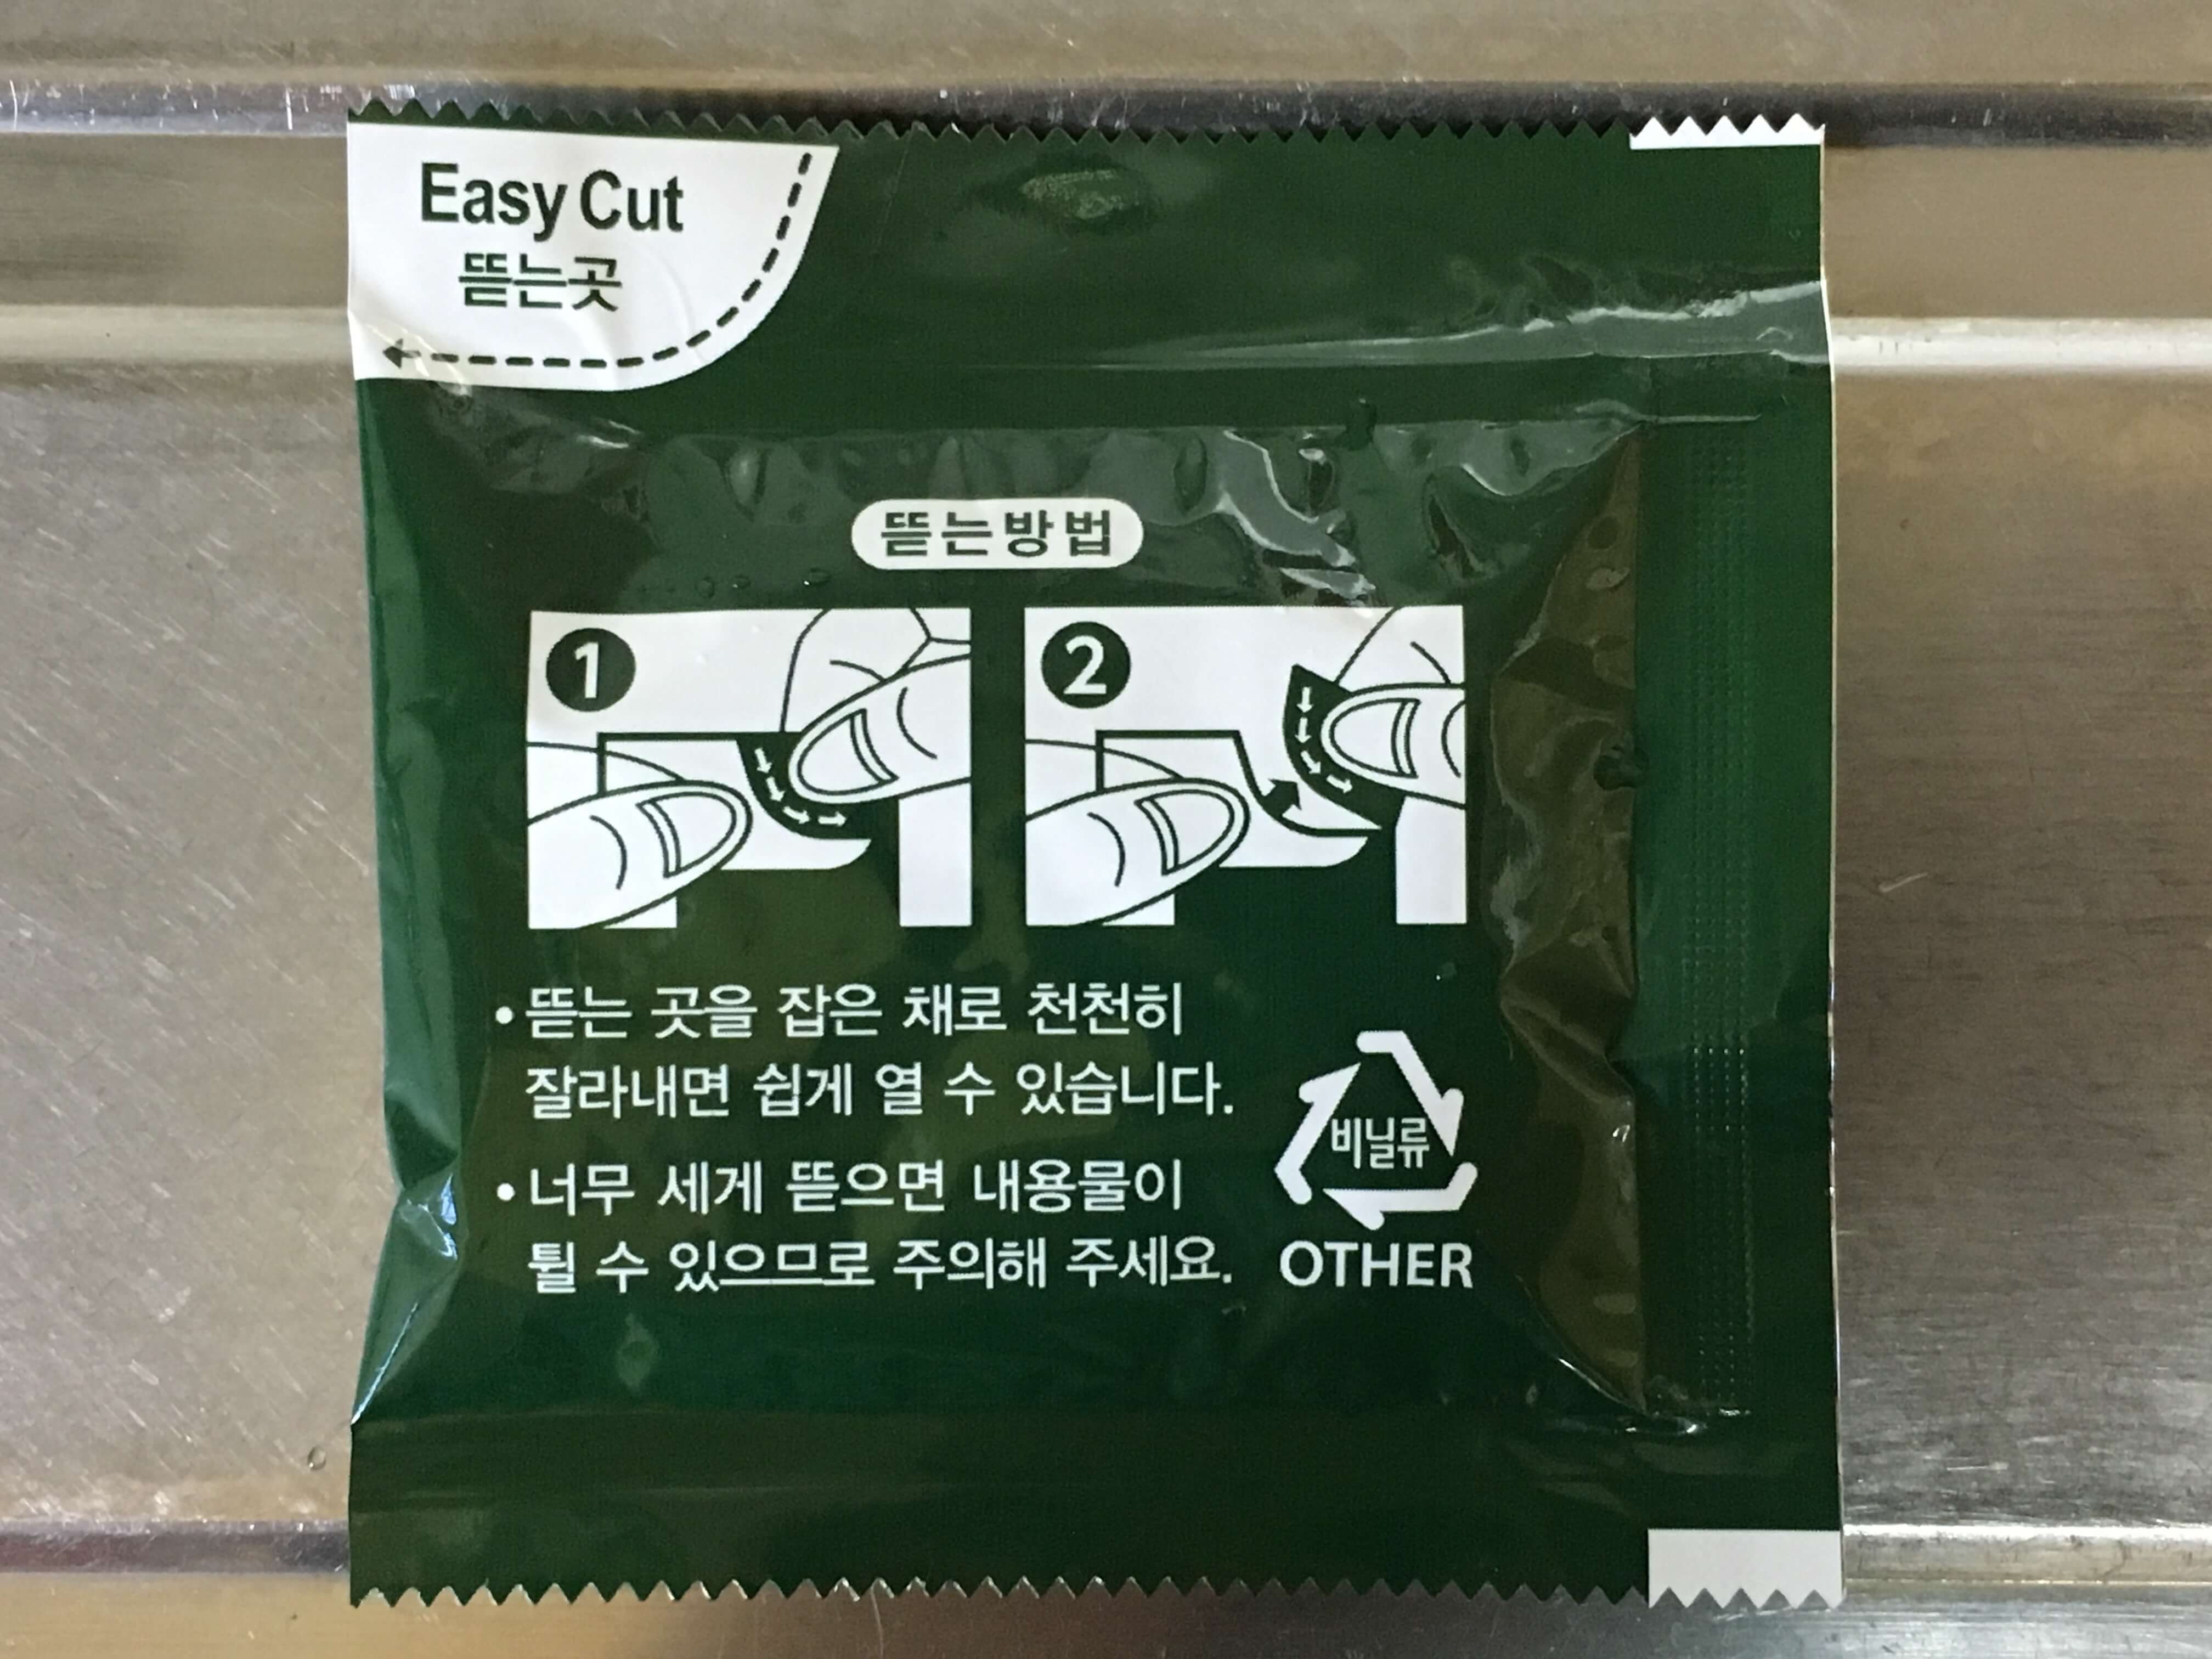 Easy Cut
뜯는곳
뜯는방법
1
2
• 뜯는 곳을 잡은 채로 천천히
잘라내면 쉽게 열 수 있습니다.
• 너무 세게 뜯으면 내용물이
튈 수 있으므로 주의해 주세요.
비닐류
OTHER